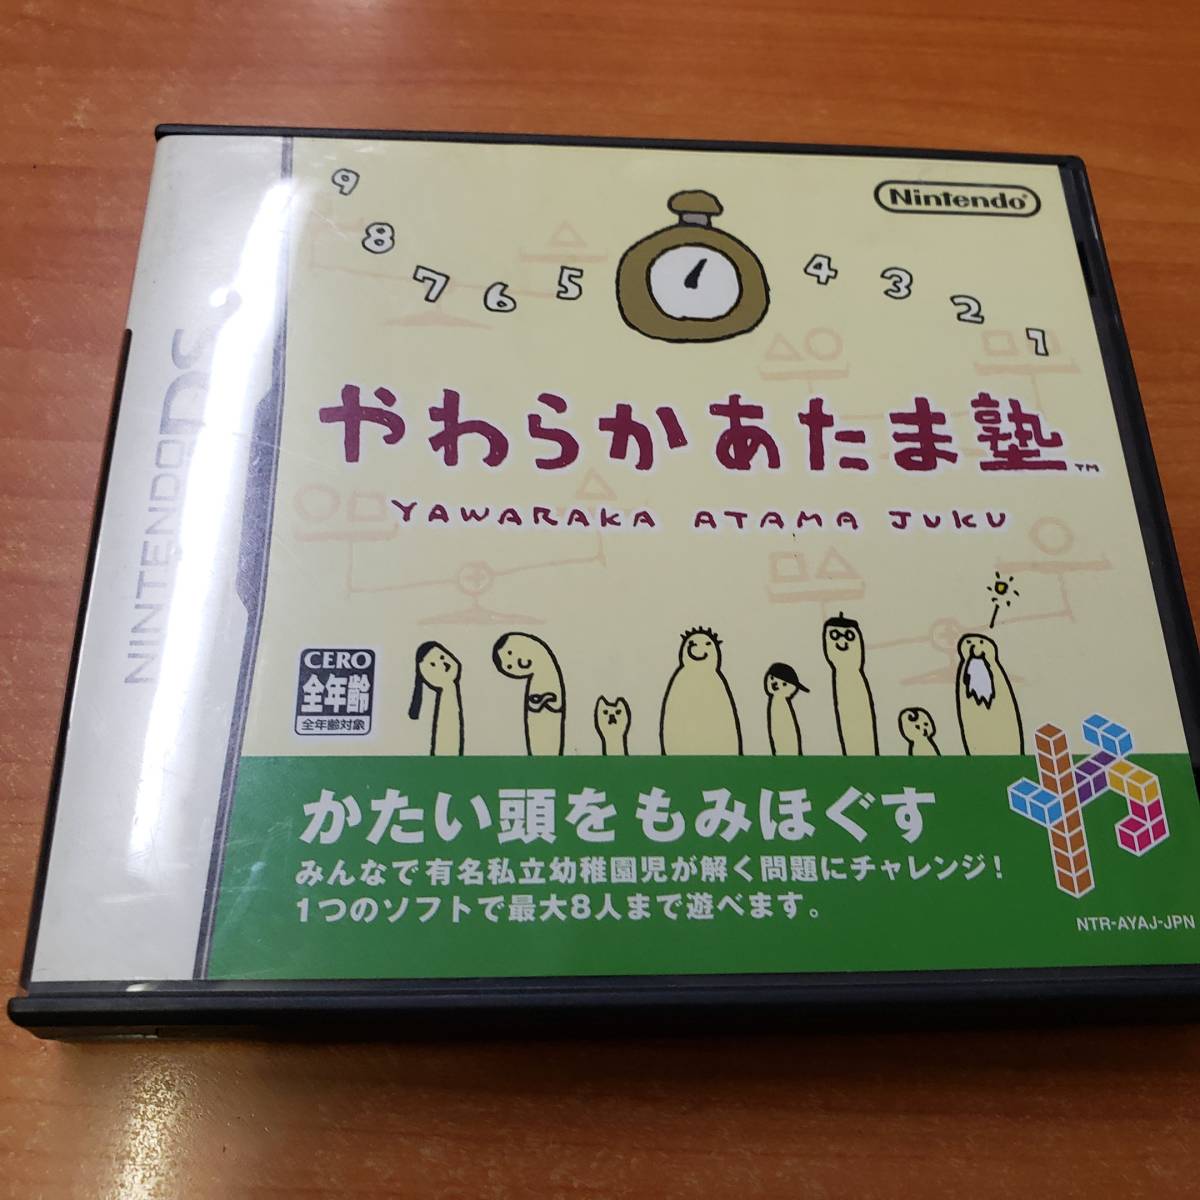 NINTENDO DS
Nintendo
9 8 7 6 5 4 3 2 1
やわらかあたま塾™
YAWARAKA ATAMA JUKU
CERO
全年齢
全年齢対象
かたい頭をもみほぐす
みんなで有名私立幼稚園児が解く問題にチャレンジ！
1つのソフトで最大8人まで遊べます。
NTR-AYAJ-JPN